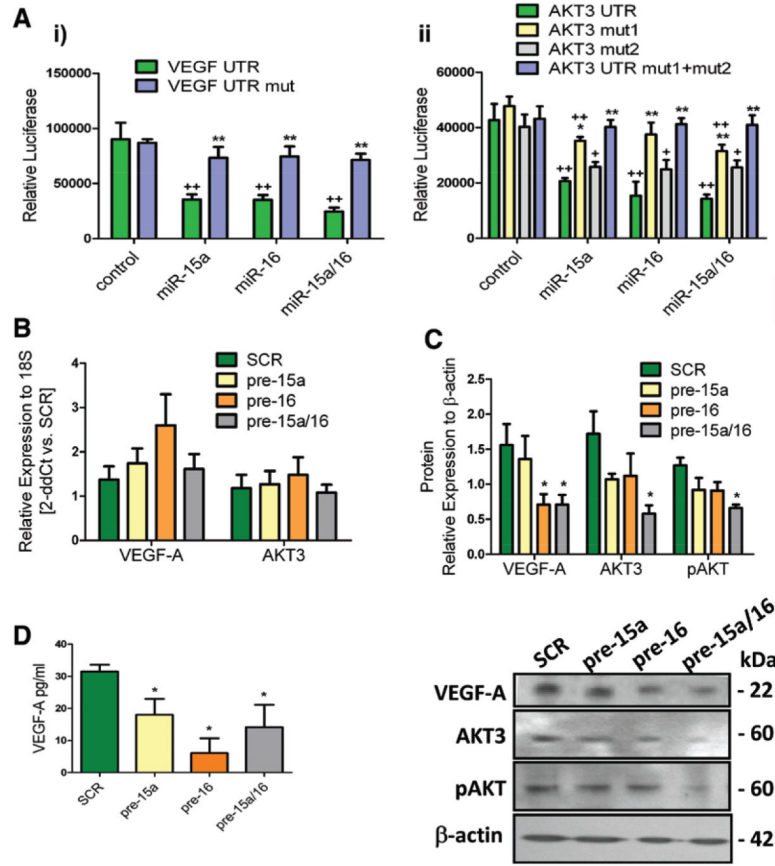 A
i)
VEGF UTR
VEGF UTR mut
Relative Luciferase
150000
100000
50000
0
++
**
++
**
++
**
control
miR-15a
miR-16
miR-15a/16
ii
AKT3 UTR
AKT3 mut1
AKT3 mut2
AKT3 UTR mut1+mut2
Relative Luciferase
60000
40000
20000
0
++
++
*
+
**
++
**
+
**
++
++
**
+
**
control
miR-15a
miR-16
miR-15a/16
B
Relative Expression to 18S
[2-ddCt vs. SCR]
4
3
2
1
0
SCR
pre-15a
pre-16
pre-15a/16
VEGF-A
AKT3
C
Protein
Relative Expression to β-actin
2.5
2.0
1.5
1.0
0.5
0.0
SCR
pre-15a
pre-16
pre-15a/16
*
*
*
*
VEGF-A
AKT3
pAKT
D
VEGF-A pg/ml
40
30
20
10
0
*
*
*
SCR
pre-15a
pre-16
pre-15a/16
SCR
pre-15a
pre-16
pre-15a/16
kDa
VEGF-A
- 22
AKT3
- 60
pAKT
- 60
β-actin
- 42